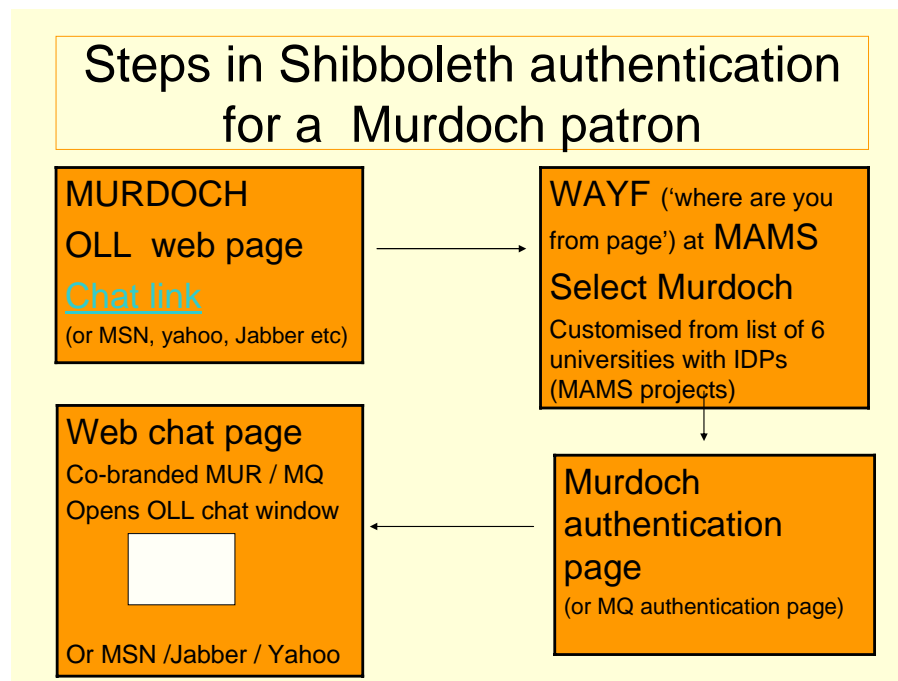 Steps in Shibboleth authentication
for a Murdoch patron
MURDOCH
OLL web page
Chat link
(or MSN, yahoo, Jabber etc)
WAYF (‘where are you
from page’) at MAMS
Select Murdoch
Customised from list of 6
universities with IDPs
(MAMS projects)
Murdoch
authentication
page
(or MQ authentication page)
Web chat page
Co-branded MUR / MQ
Opens OLL chat window
Or MSN /Jabber / Yahoo